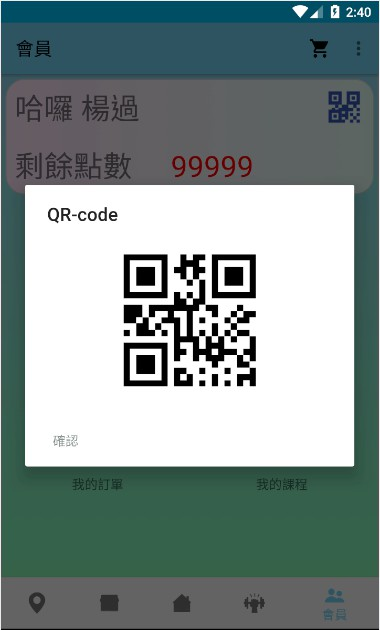 2:40
會員
哈囉 楊過
剩餘點數 99999
QR-code
確認
我的訂單 我的課程
會員